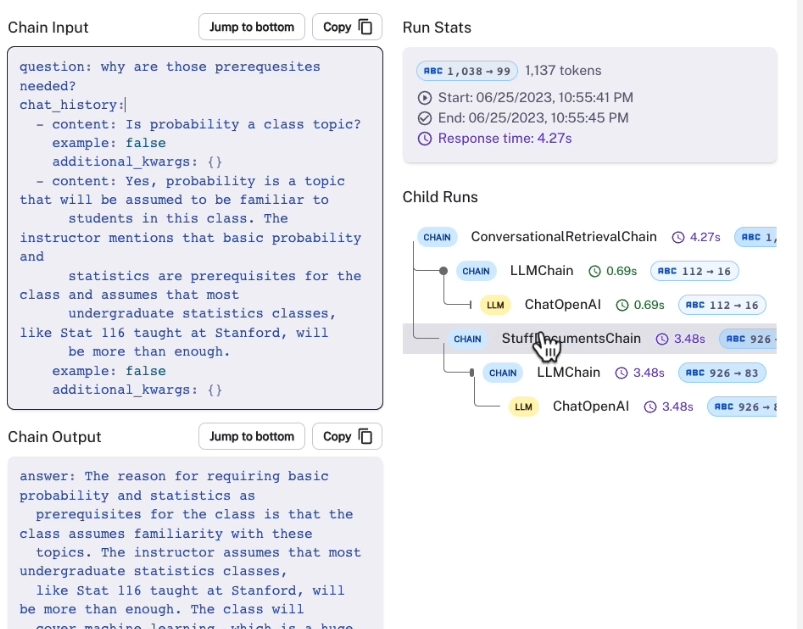 Chain Input
Jump to bottom
Copy
question: why are those prerequesites
needed?
chat_history:
- content: Is probability a class topic?
example: false
additional_kwargs: {}
- content: Yes, probability is a topic
that will be assumed to be familiar to
students in this class. The
instructor mentions that basic probability
and
statistics are prerequisites for the
class and assumes that most
undergraduate statistics classes,
like Stat 116 taught at Stanford, will
be more than enough.
example: false
additional_kwargs: {}
Chain Output
Jump to bottom
Copy
answer: The reason for requiring basic
probability and statistics as
prerequisites for the class is that the
class assumes familiarity with these
topics. The instructor assumes that most
undergraduate statistics classes,
like Stat 116 taught at Stanford, will
be more than enough. The class will
cover machine learning, which is a huge
Run Stats
ABC 1,038 → 99 1,137 tokens
Start: 06/25/2023, 10:55:41 PM
End: 06/25/2023, 10:55:45 PM
Response time: 4.27s
Child Runs
CHAIN ConversationalRetrievalChain 4.27s ABC 1,
CHAIN LLMChain 0.69s ABC 112 → 16
LLM ChatOpenAI 0.69s ABC 112 → 16
CHAIN StuffDocumentsChain 3.48s ABC 926
CHAIN LLMChain 3.48s ABC 926 → 83
LLM ChatOpenAI 3.48s ABC 926 →